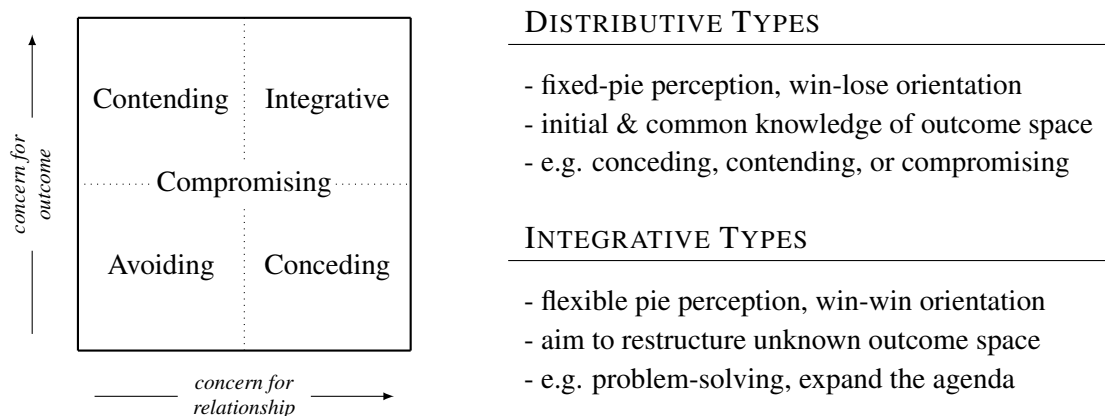 concern for
outcome
Contending
Integrative
Compromising
Avoiding
Conceding
concern for
relationship
DISTRIBUTIVE TYPES
- fixed-pie perception, win-lose orientation
- initial & common knowledge of outcome space
- e.g. conceding, contending, or compromising
INTEGRATIVE TYPES
- flexible pie perception, win-win orientation
- aim to restructure unknown outcome space
- e.g. problem-solving, expand the agenda